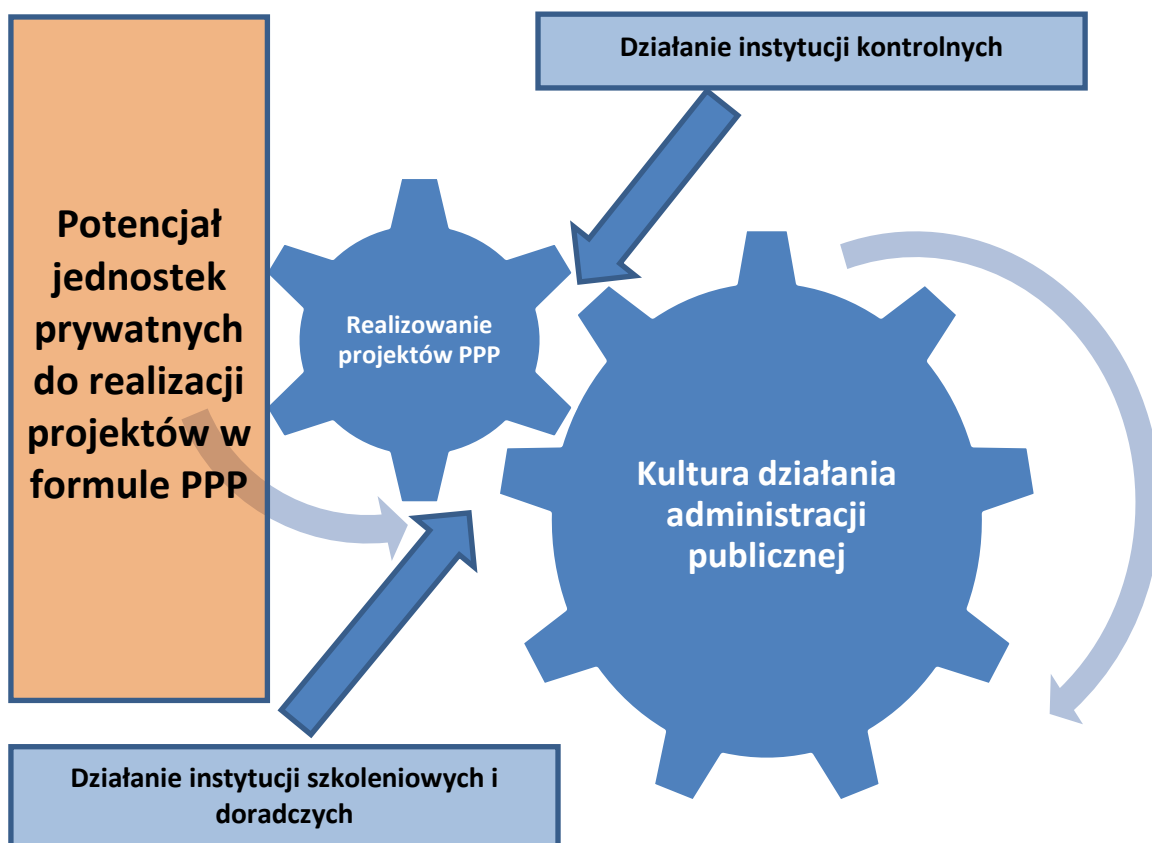 Działanie instytucji kontrolnych
Potencjał
jednostek
prywatnych
do realizacji
projektów w
formule PPP
Realizowanie
projektów PPP
Kultura działania
administracji
publicznej
Działanie instytucji szkoleniowych i
doradczych